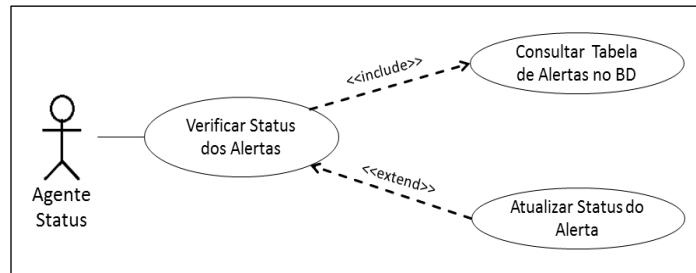 Consultar Tabela
de Alertas no BD
<<include>>
Verificar Status
dos Alertas
<<extend>>
Agente
Status
Atualizar Status do
Alerta